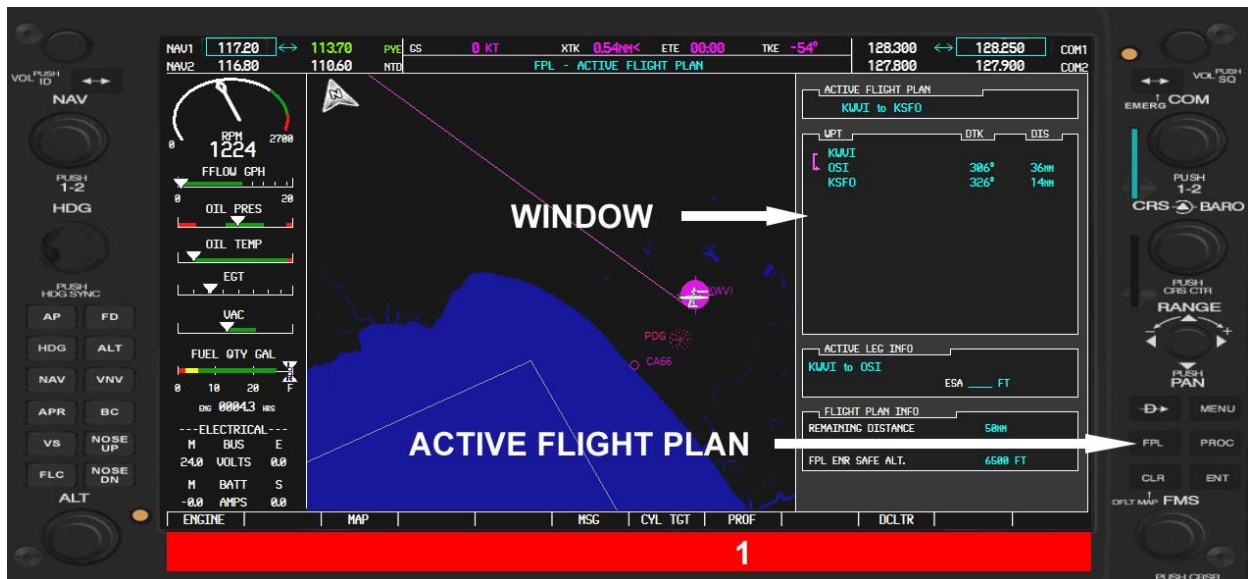 NAV1 117.20 ↔ 113.70 PYE GS 0 KT XTK 0.54NM< ETE 00:00 TKE -54° 128.300 ↔ 128.250 COM1
NAV2 116.80 110.60 NTD FPL - ACTIVE FLIGHT PLAN 127.800 127.900 COM2
VOL PUSH ID
NAV
PUSH 1-2
HDG
PUSH
HDG SYNC
AP FD
HDG ALT
NAV VNV
APR BC
VS NOSE UP
FLC NOSE DN
ALT
RPM
0 1224 2700
FFLOW GPH
0 20
OIL PRES
OIL TEMP
EGT
VAC
FUEL QTY GAL
0 10 20 F
ENG 0004.3 HRS
---ELECTRICAL---
M BUS E
24.0 VOLTS 0.0
M BATT S
-0.0 AMPS 0.0
N
KWVI
PDG
CA66
WINDOW
ACTIVE FLIGHT PLAN
ACTIVE FLIGHT PLAN
KWVI to KSFO
WPT DTK DIS
KWVI
OSI 306° 36NM
KSFO 326° 14NM
ACTIVE LEG INFO
KWVI to OSI
ESA ____ FT
FLIGHT PLAN INFO
REMAINING DISTANCE 50NM
FPL ENR SAFE ALT. 6500 FT
ENGINE MAP MSG CYL TGT PROF DCLTR
1
VOL PUSH SQ
EMERG COM
PUSH
1-2
CRS BARO
PUSH
CRS CTR
RANGE
- +
PUSH
PAN
D MENU
FPL PROC
CLR ENT
DFLT MAP FMS
PUSH CRSR